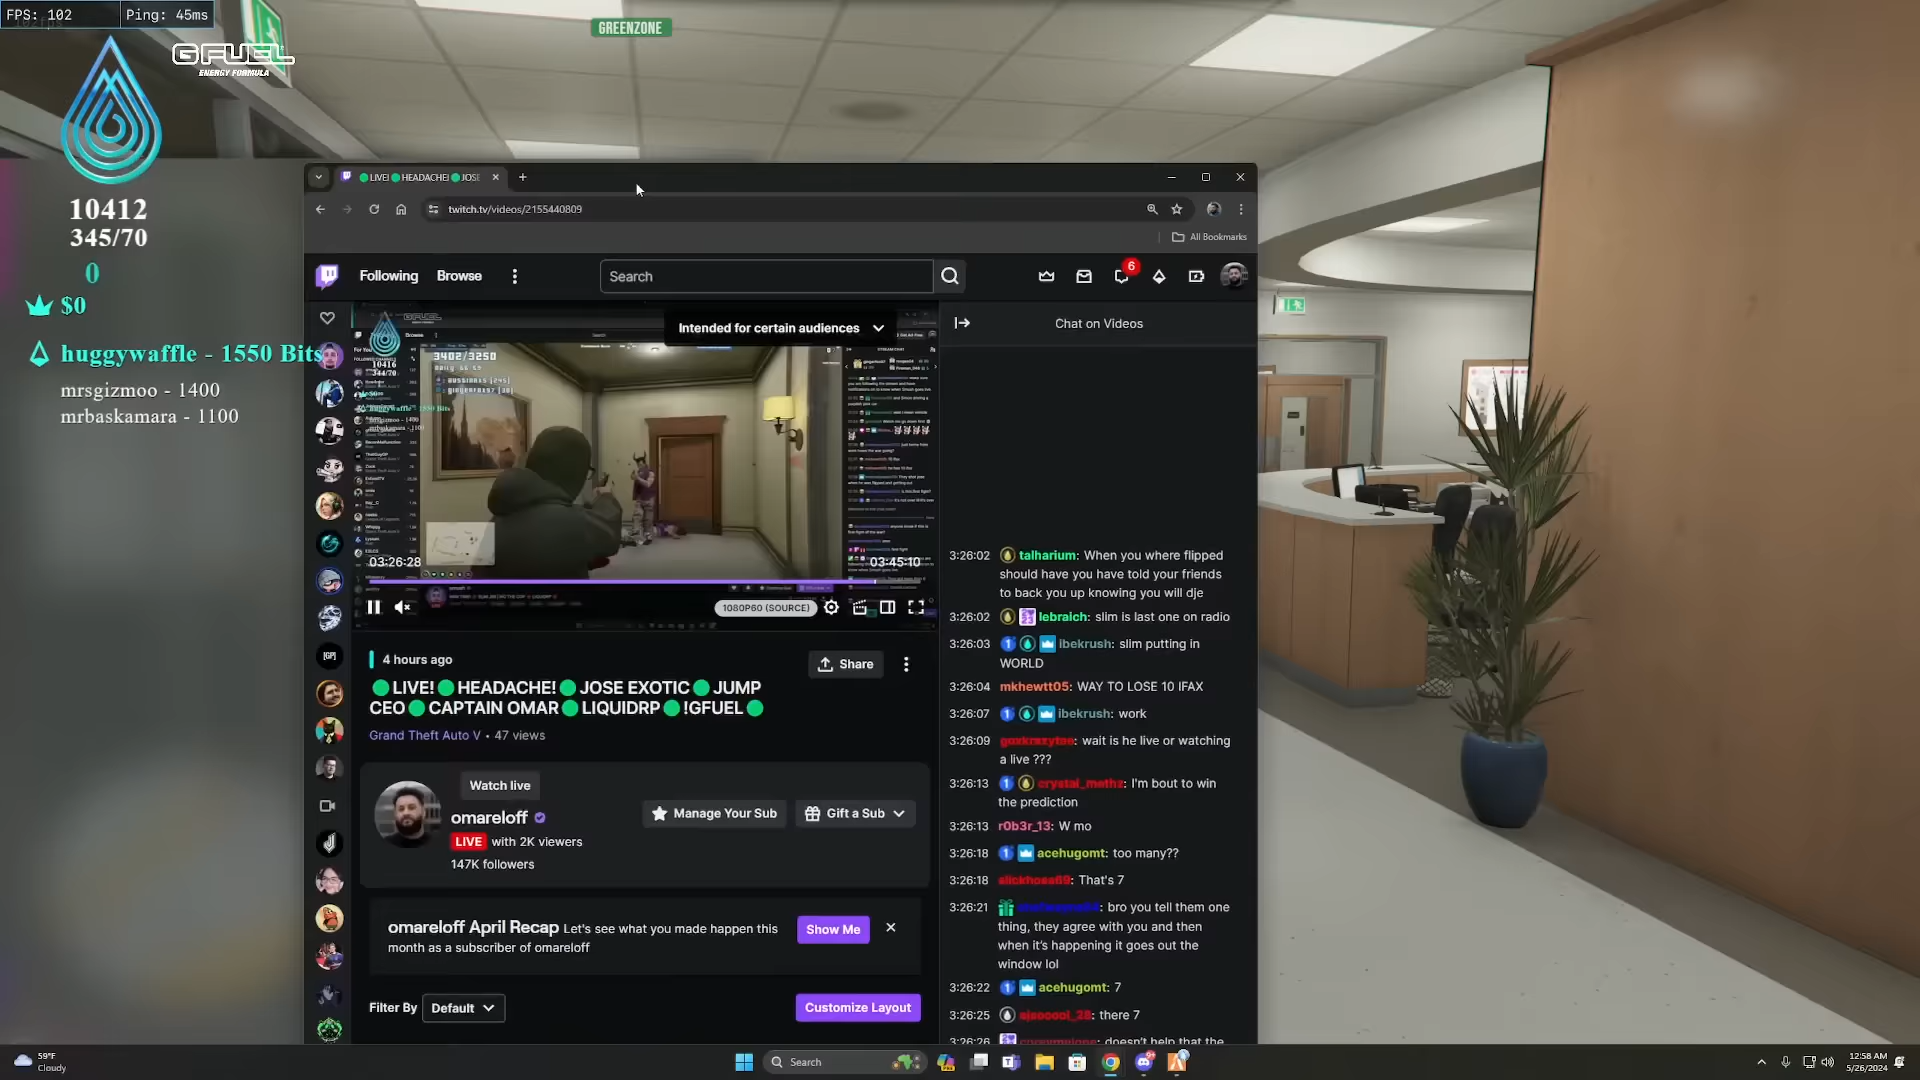 FPS: 102
Ping: 45ms
GREENZONE
GFUEL
ENERGY FORMULA
10412
345/70
0
$0
huggywaffle - 1550 Bits
mrsgizmoo - 1400
mrbaskamara - 1100
LIVE! HEADACHE! JOSE
twitch.tv/videos/2155440809
All Bookmarks
Following
Browse
Search
6
Intended for certain audiences
3402/3250
03:26:28
03:45:10
1080P60 (SOURCE)
4 hours ago
Share
LIVE! HEADACHE! JOSE EXOTIC JUMP
CEO CAPTAIN OMAR LIQUIDRP !GFUEL
Grand Theft Auto V • 47 views
Watch live
omareloff
LIVE with 2K viewers
147K followers
Manage Your Sub
Gift a Sub
omareloff April Recap Let's see what you made happen this
month as a subscriber of omareloff
Show Me
Filter By
Default
Customize Layout
Chat on Videos
3:26:02 talharium: When you where flipped
should have you have told your friends
to back you up knowing you will dje
3:26:02 lebraich: slim is last one on radio
3:26:03 ibekrush: slim putting in
WORLD
3:26:04 mkhewtt05: WAY TO LOSE 10 IFAX
3:26:07 ibekrush: work
3:26:09 : wait is he live or watching
a live ???
3:26:13 crystal_methz: I'm bout to win
the prediction
3:26:13 r0b3r_13: W mo
3:26:18 acehugomt: too many??
3:26:18 : That's 7
3:26:21 : bro you tell them one
thing, they agree with you and then
when it's happening it goes out the
window lol
3:26:22 acehugomt: 7
3:26:25 : there 7
3:26:26 : doesn't help that the
59°F
Cloudy
Search
12:58 AM
5/26/2024